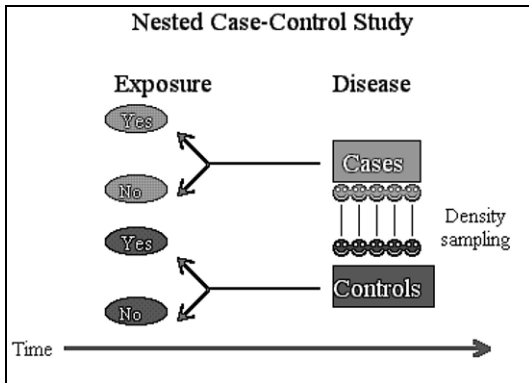 Nested Case-Control Study
Exposure
Disease
Yes
Cases
No
Yes
Density
sampling
Controls
No
Time